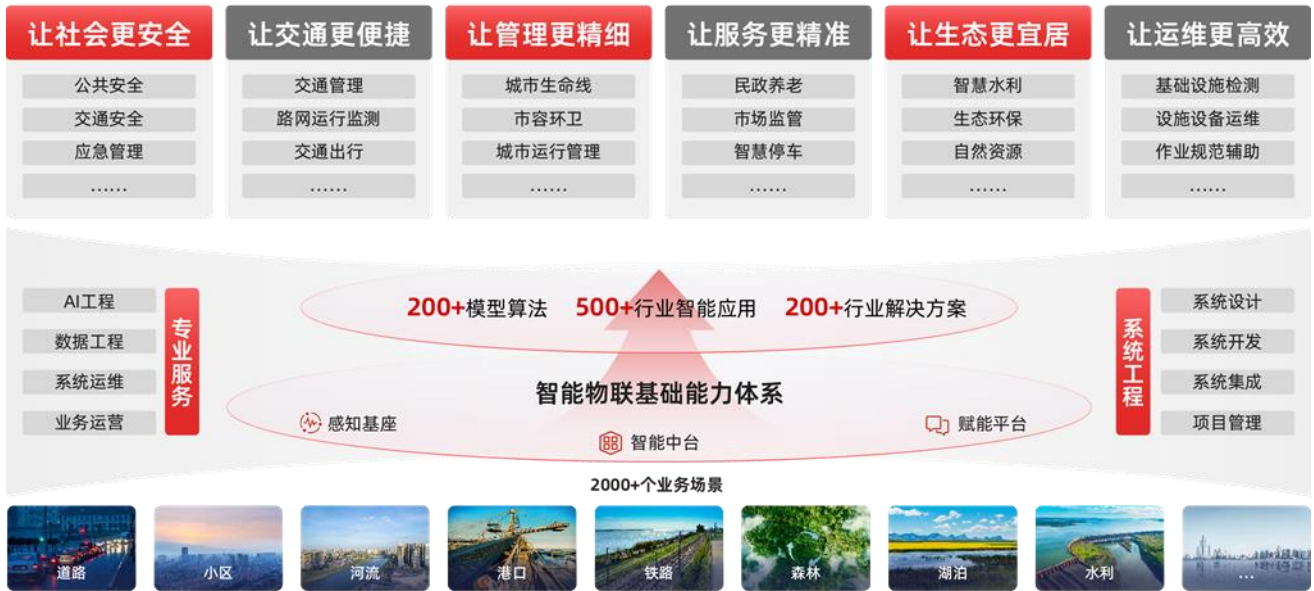 让社会更安全
公共安全
交通安全
应急管理
……
让交通更便捷
交通管理
路网运行监测
交通出行
……
让管理更精细
城市生命线
市容环卫
城市运行管理
……
让服务更精准
民政养老
市场监管
智慧停车
……
让生态更宜居
智慧水利
生态环保
自然资源
……
让运维更高效
基础设施检测
设施设备运维
作业规范辅助
……
AI工程
数据工程
系统运维
业务运营
专业服务
200+模型算法
500+行业智能应用
200+行业解决方案
智能物联基础能力体系
感知基座
智能中台
赋能平台
系统工程
系统设计
系统开发
系统集成
项目管理
2000+个业务场景
道路
小区
河流
港口
铁路
森林
湖泊
水利
…